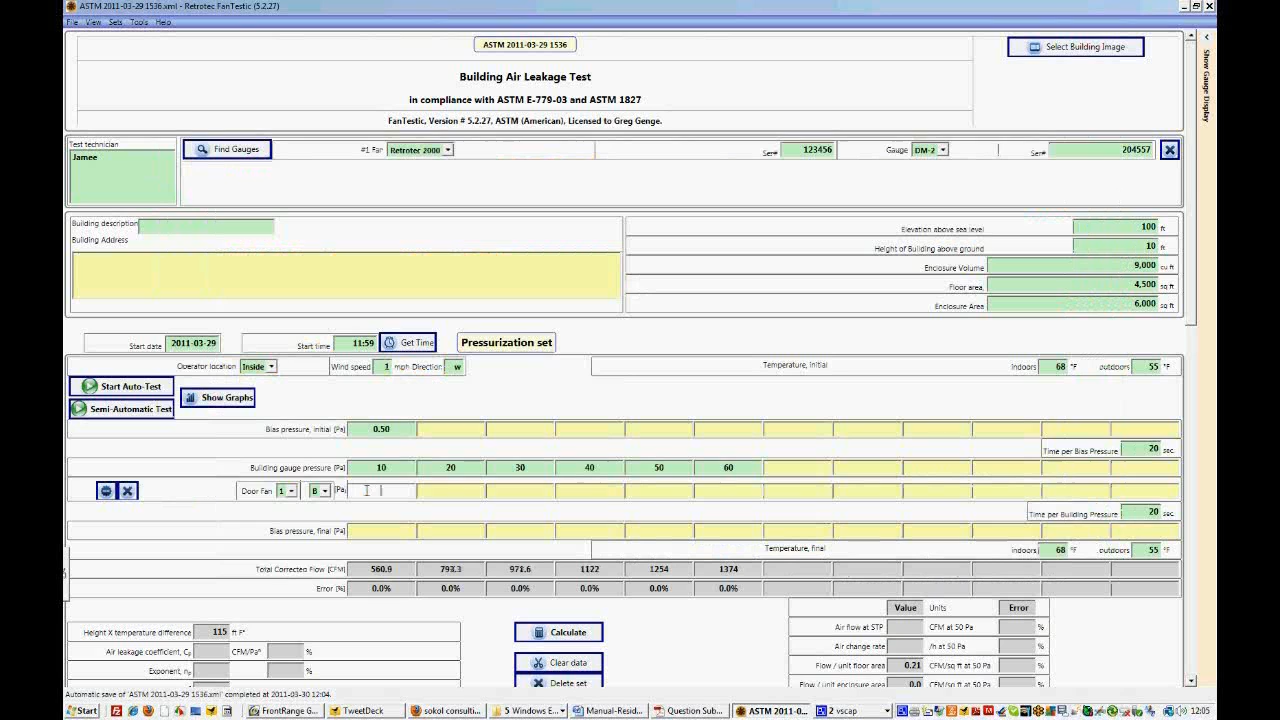 ASTM 2011-03-29 1536.xml - Retrotec FanTestic (5.2.27)
File View Sets Tools Help
ASTM 2011-03-29 1536
Select Building Image
Show Gauge Display
Building Air Leakage Test
in compliance with ASTM E-779-03 and ASTM 1827
FanTestic, Version # 5.2.27, ASTM (American), Licensed to Greg Genge.
Test technician
Jamee
Find Gauges
#1 Fan Retrotec 2000 Ser# 123456 Gauge DM-2 Ser# 204557
Building description
Building Address
Elevation above sea level 100 ft
Height of Building above ground 10 ft
Enclosure Volume 9,000 cu ft
Floor area, 4,500 sq ft
Enclosure Area 6,000 sq ft
Start date 2011-03-29 Start time 11:59 Get Time Pressurization set
Operator location Inside Wind speed 1 mph Direction: w Temperature, initial indoors 68 °F outdoors 55 °F
Start Auto-Test
Semi-Automatic Test
Show Graphs
Bias pressure, initial [Pa] 0.50
Time per Bias Pressure 20 sec.
Building gauge pressure [Pa] 10 20 30 40 50 60
Door Fan 1 B [Pa]
Time per Building Pressure 20 sec.
Bias pressure, final [Pa]
Temperature, final indoors 68 °F outdoors 55 °F
Total Corrected Flow [CFM] 560.9 793.3 971.6 1122 1254 1374
Error [%] 0.0% 0.0% 0.0% 0.0% 0.0% 0.0%
Value Units Error
Height X temperature difference 115 ft F°
Air leakage coefficient, CL CFM/Paⁿ %
Exponent, nL %
Calculate
Clear data
Delete set
Air flow at STP CFM at 50 Pa %
Air change rate /h at 50 Pa %
Flow / unit floor area 0.21 CFM/sq ft at 50 Pa %
Flow / unit enclosure area 0.0 CFM/sq ft at 50 Pa %
Automatic save of 'ASTM 2011-03-29 1536.xml' completed at 2011-03-30 12:04.
Start FrontRange G... TweetDeck sokol consulti... 5 Windows E... Manual-Resid... Question Sub... ASTM 2011-0... 2 vscap 12:05